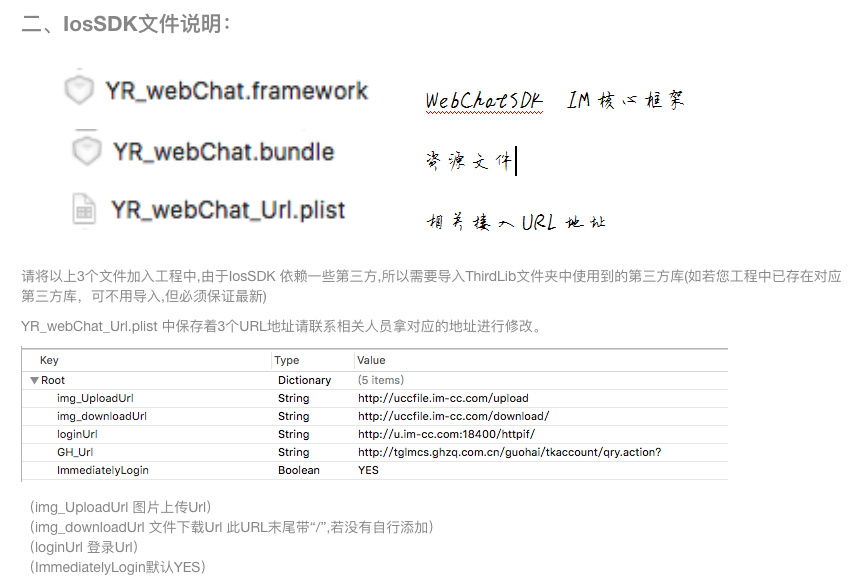 二、IosSDK文件说明：
YR_webChat.framework WebChatSDK IM核心框架
YR_webChat.bundle 资源文件
YR_webChat_Url.plist 相关接入URL地址
请将以上3个文件加入工程中,由于IosSDK 依赖一些第三方,所以需要导入ThirdLib文件夹中使用到的第三方库(如若您工程中已存在对应
第三方库，可不用导入,但必须保证最新)
YR_webChat_Url.plist 中保存着3个URL地址请联系相关人员拿对应的地址进行修改。
Key Type Value
Root Dictionary (5 items)
img_UploadUrl String http://uccfile.im-cc.com/upload
img_downloadUrl String http://uccfile.im-cc.com/download/
loginUrl String http://u.im-cc.com:18400/httpif/
GH_Url String http://tglmcs.ghzq.com.cn/guohai/tkaccount/qry.action?
ImmediatelyLogin Boolean YES
（img_UploadUrl 图片上传Url）
（img_downloadUrl 文件下载Url 此URL末尾带“/”,若没有自行添加）
（loginUrl 登录Url）
（ImmediatelyLogin默认YES）